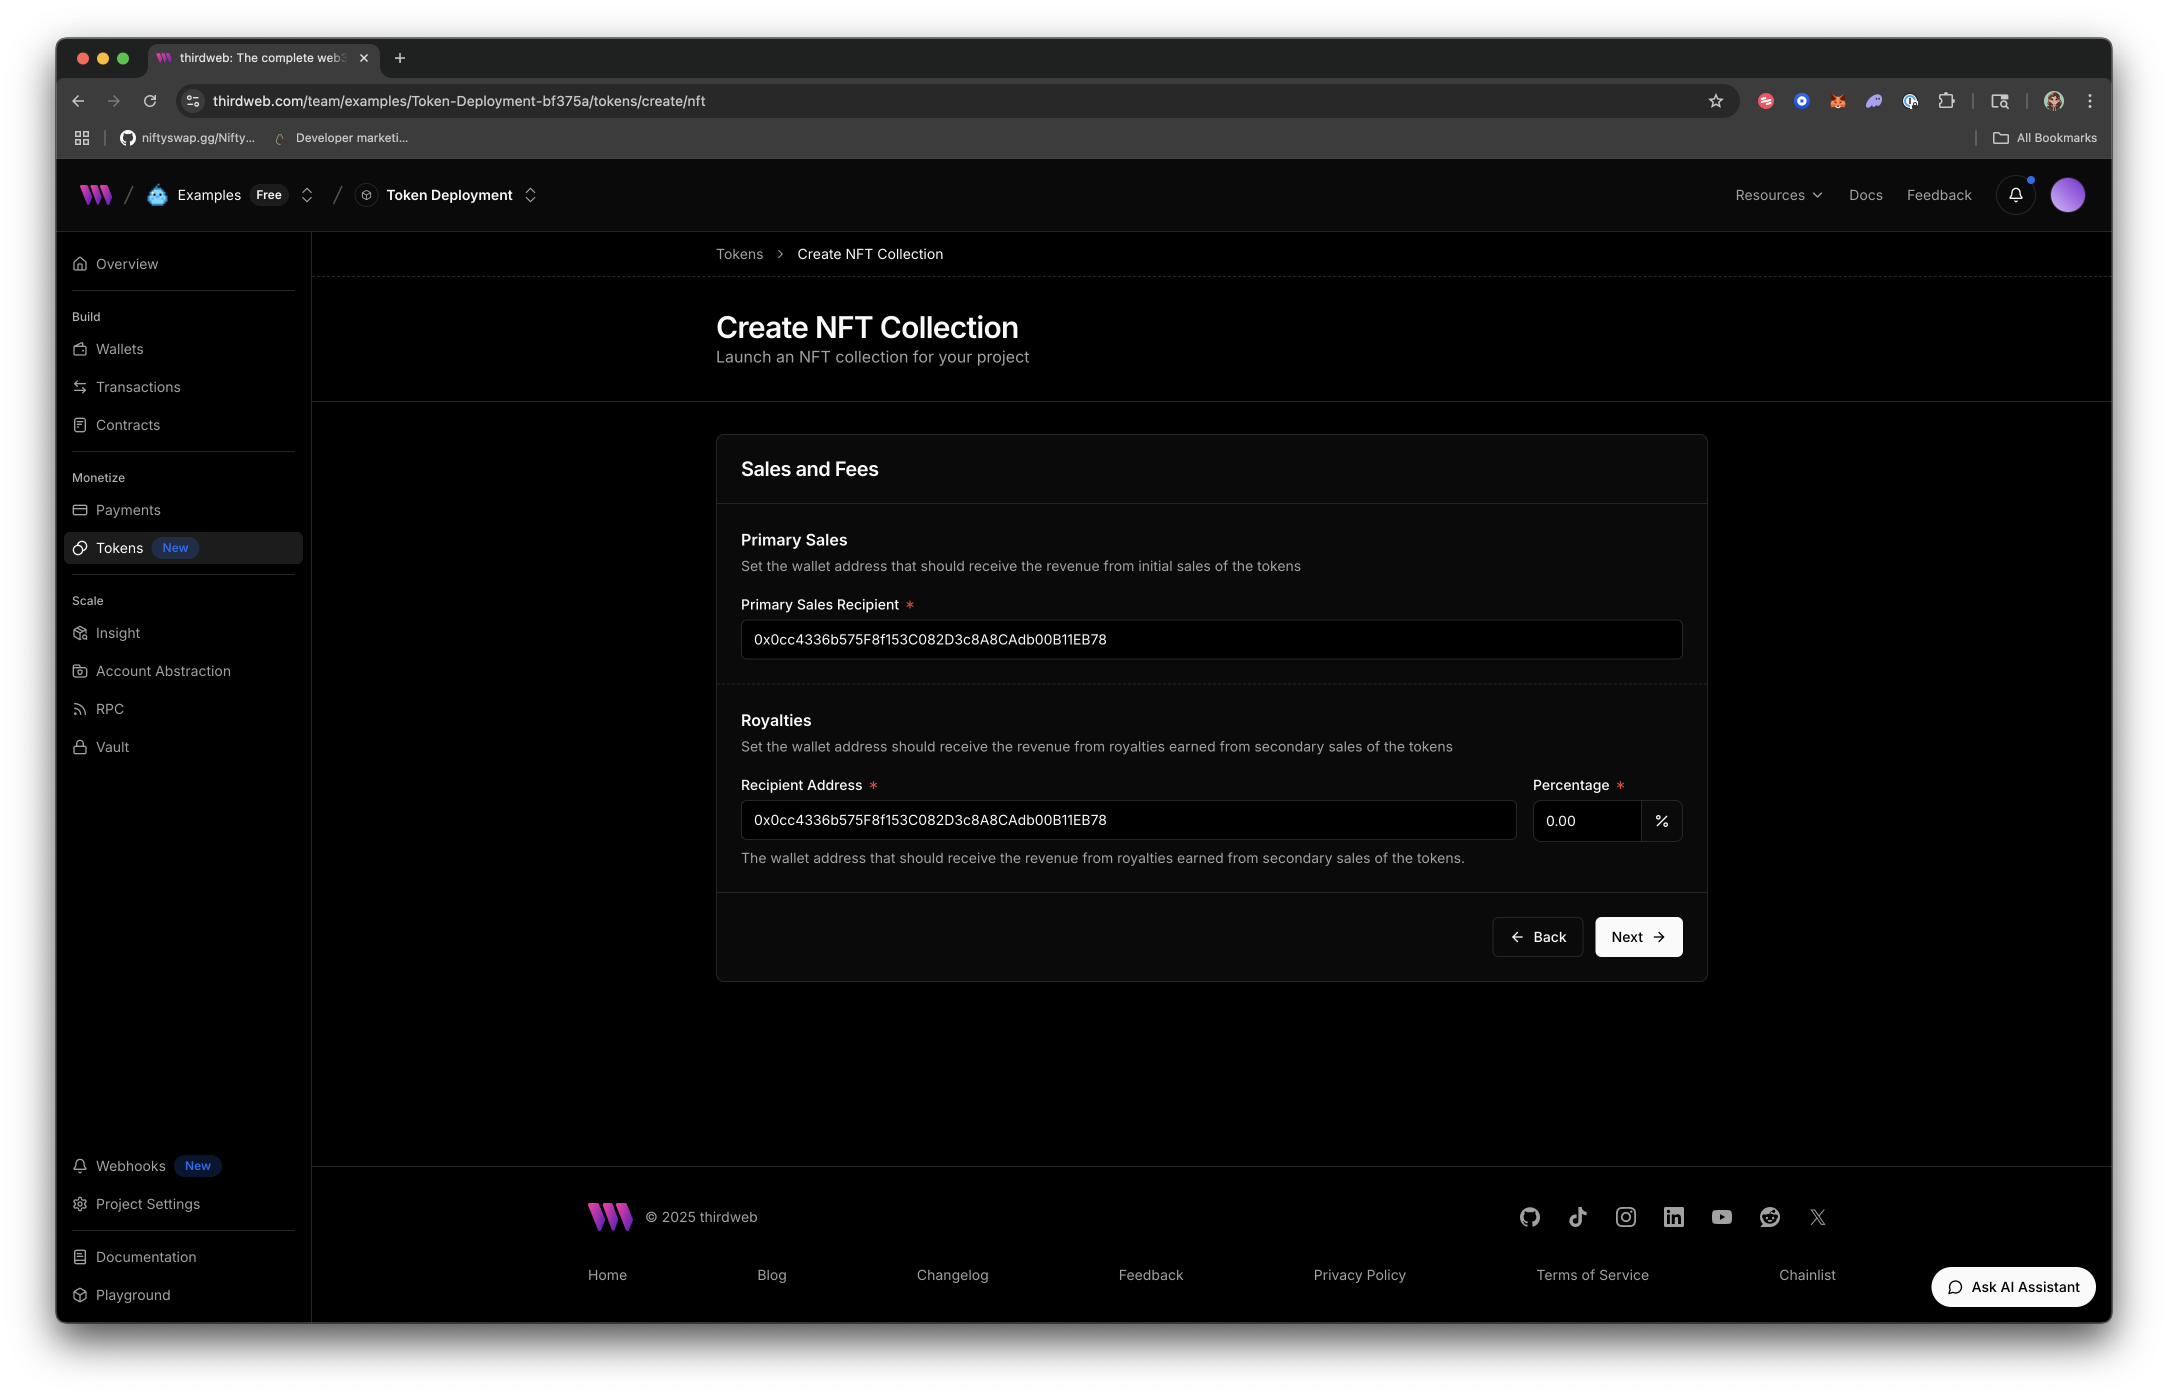 thirdweb: The complete web3
thirdweb.com/team/examples/Token-Deployment-bf375a/tokens/create/nft
niftyswap.gg/Nifty...
Developer marketi...
All Bookmarks
Examples
Free
Token Deployment
Resources
Docs
Feedback
Overview
Build
Wallets
Transactions
Contracts
Monetize
Payments
Tokens
New
Scale
Insight
Account Abstraction
RPC
Vault
Webhooks
New
Project Settings
Documentation
Playground
Tokens > Create NFT Collection
Create NFT Collection
Launch an NFT collection for your project
Sales and Fees
Primary Sales
Set the wallet address that should receive the revenue from initial sales of the tokens
Primary Sales Recipient *
0x0cc4336b575F8f153C082D3c8A8CAdb00B11EB78
Royalties
Set the wallet address should receive the revenue from royalties earned from secondary sales of the tokens
Recipient Address *
0x0cc4336b575F8f153C082D3c8A8CAdb00B11EB78
Percentage *
0.00
%
The wallet address that should receive the revenue from royalties earned from secondary sales of the tokens.
Back
Next
© 2025 thirdweb
Home
Blog
Changelog
Feedback
Privacy Policy
Terms of Service
Chainlist
Ask AI Assistant